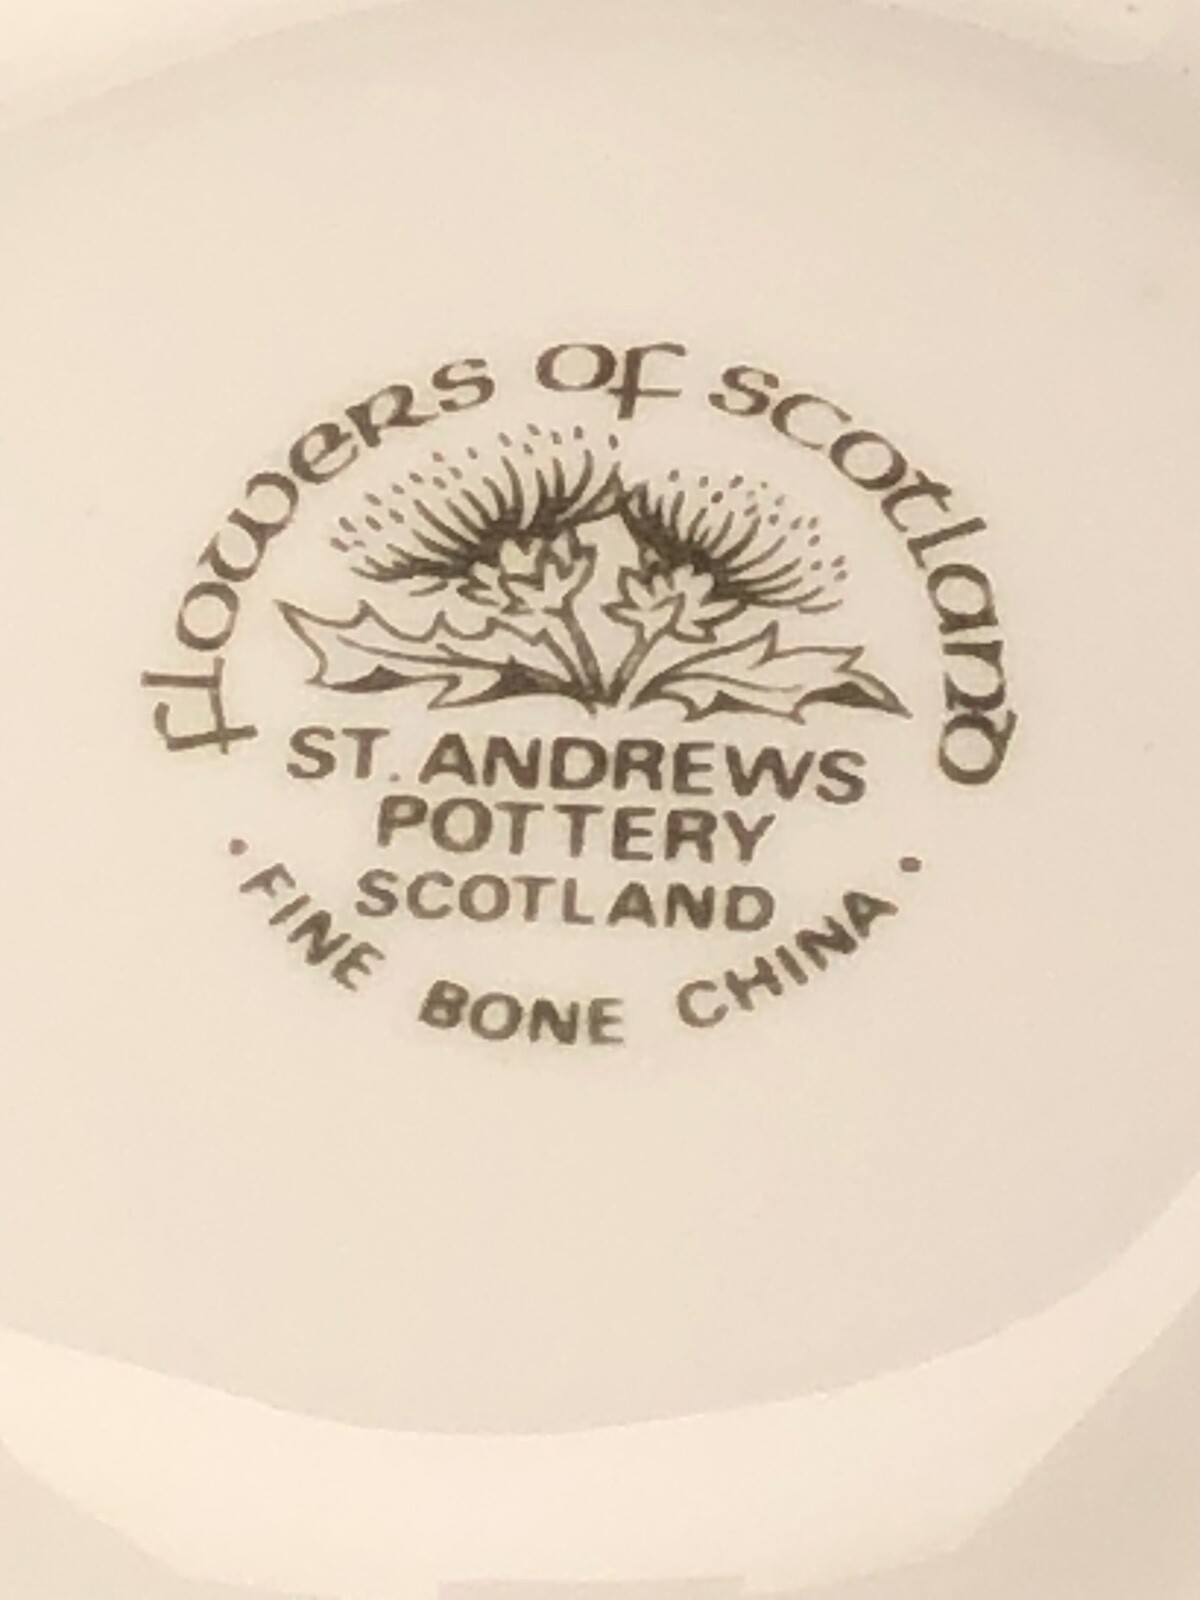 flowers of scotland
ST. ANDREWS
POTTERY
SCOTLAND
· FINE BONE CHINA ·